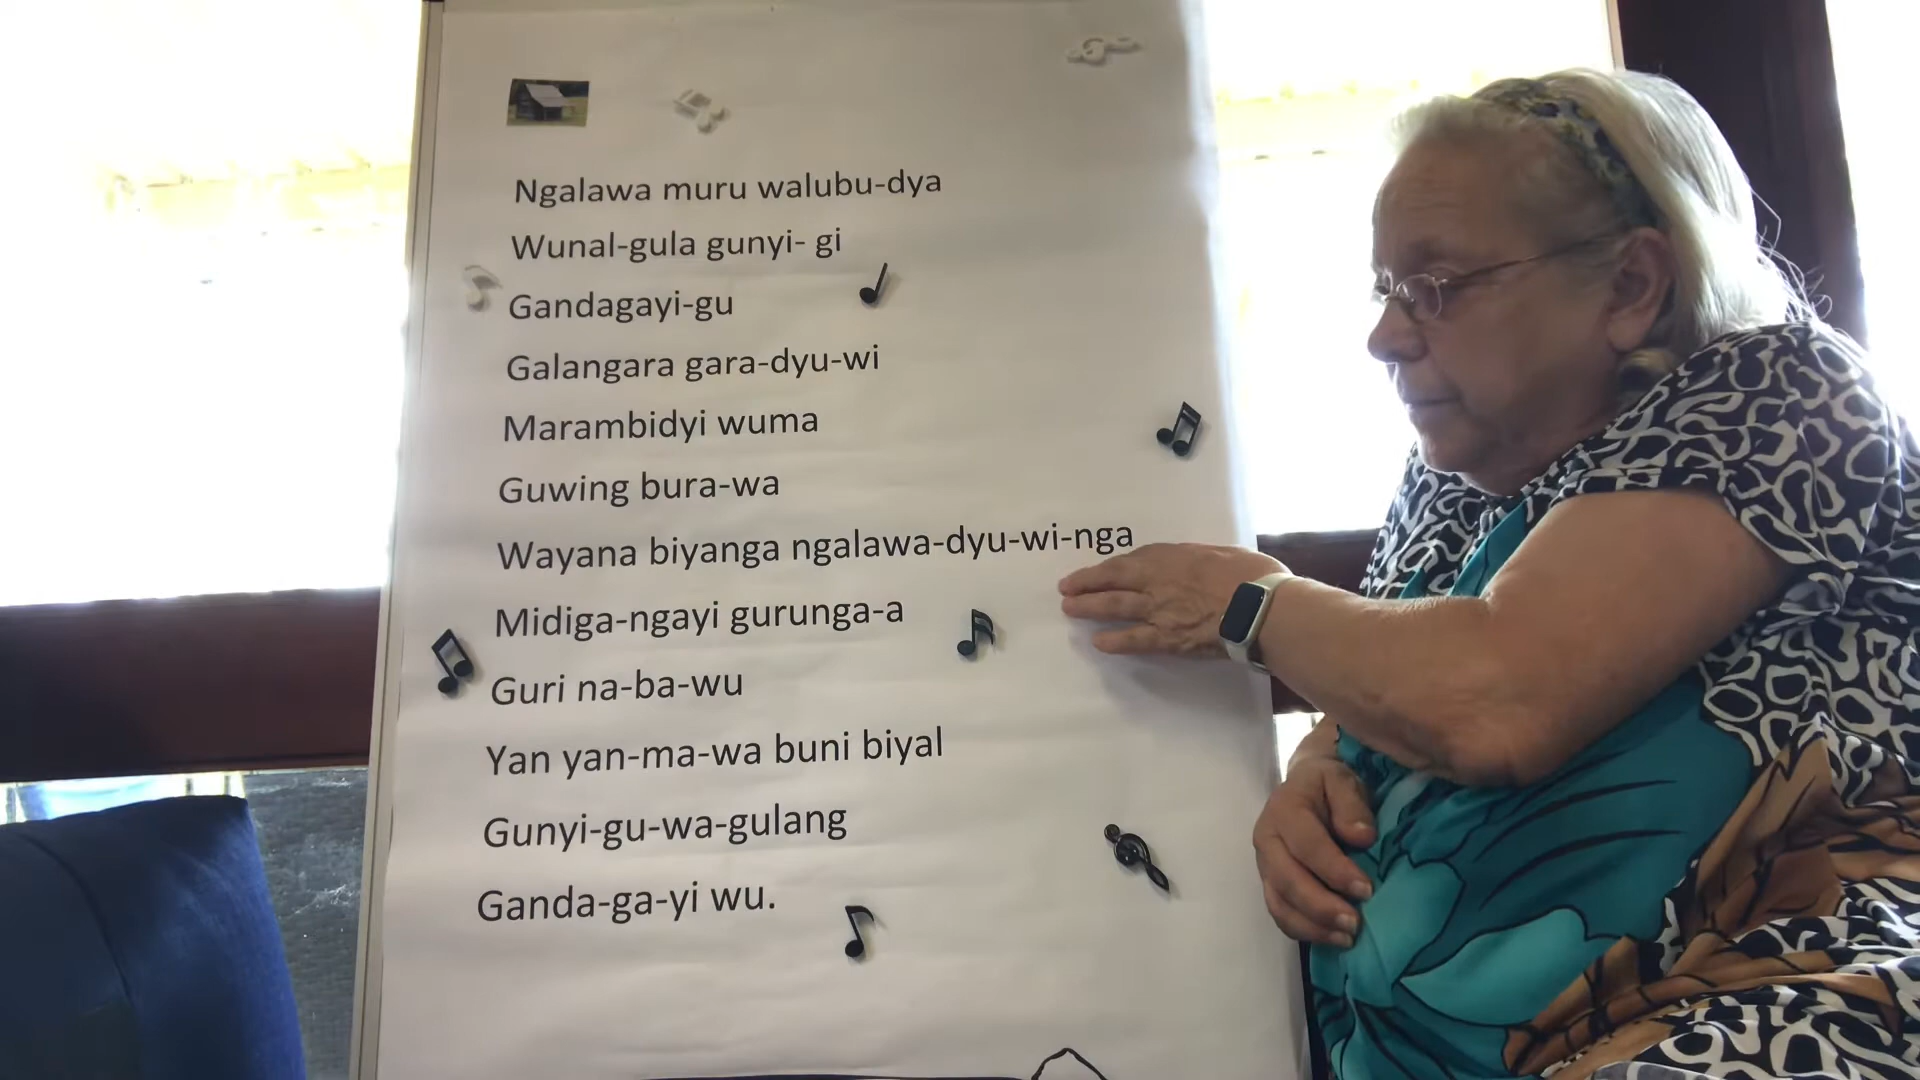 Ngalawa muru walubu-dya
Wunal-gula gunyi- gi
Gandagayi-gu
Galangara gara-dyu-wi
Marambidyi wuma
Guwing bura-wa
Wayana biyanga ngalawa-dyu-wi-nga
Midiga-ngayi gurunga-a
Guri na-ba-wu
Yan yan-ma-wa buni biyal
Gunyi-gu-wa-gulang
Ganda-ga-yi wu.